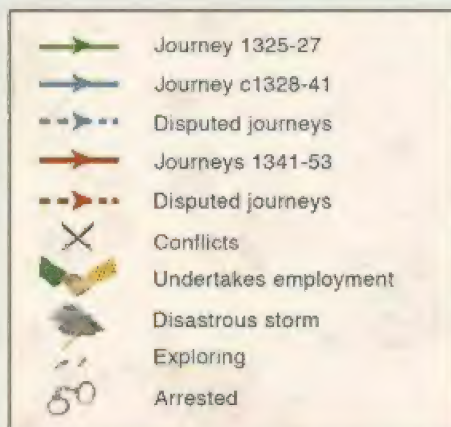 Journey 1325-27
Journey c1328-41
Disputed journeys
Journeys 1341-53
Disputed journeys
Conflicts
Undertakes employment
Disastrous storm
Exploring
Arrested